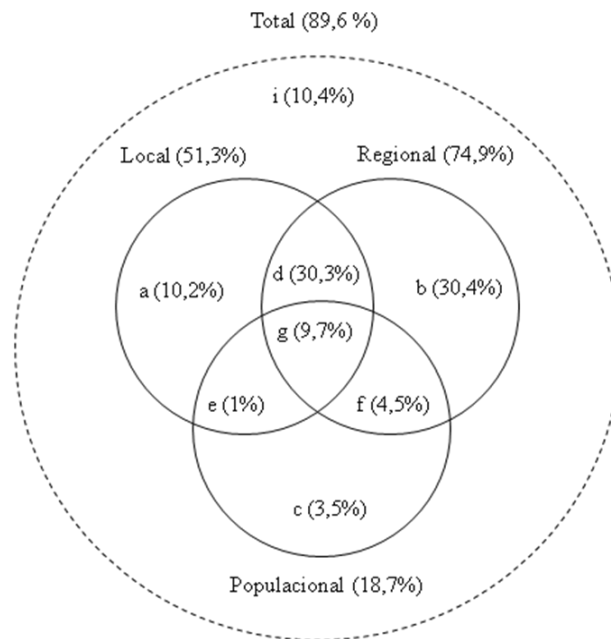 Total (89,6 %)
i (10,4%)
Local (51,3%)
Regional (74,9%)
d (30,3%)
a (10,2%)
b (30,4%)
g (9,7%)
e (1%)
f (4,5%)
c (3,5%)
Populacional (18,7%)